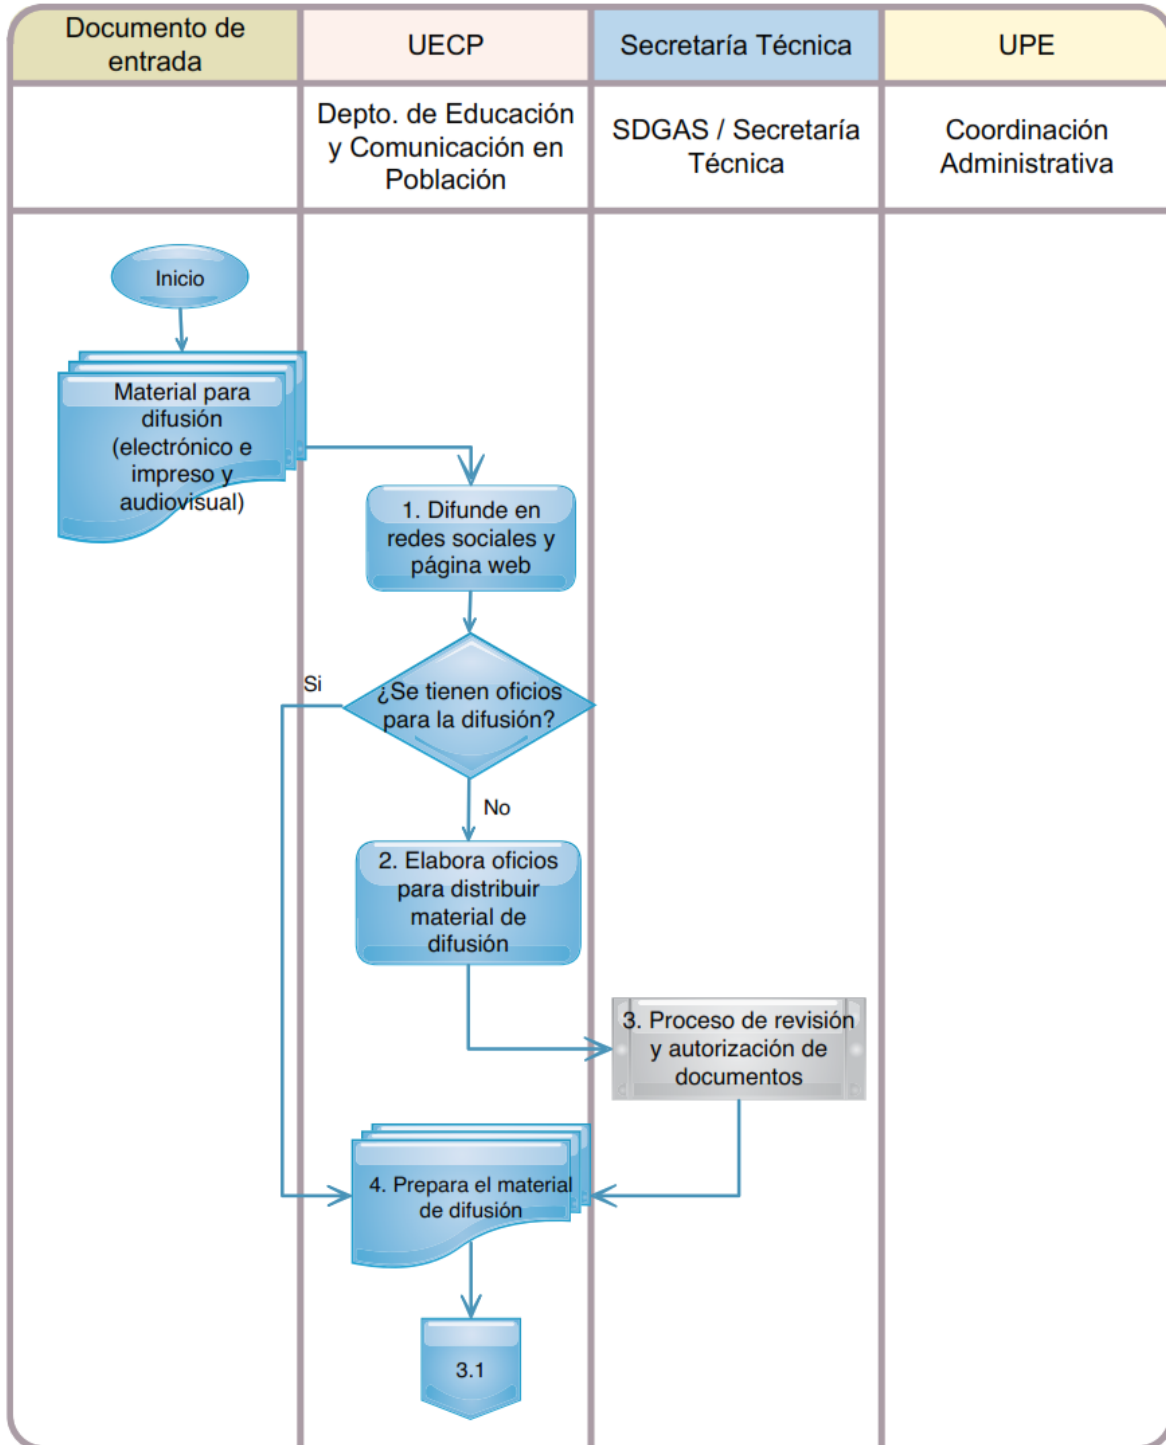 Documento de
entrada
UECP
Secretaría Técnica
UPE
Depto. de Educación
y Comunicación en
Población
SDGAS / Secretaría
Técnica
Coordinación
Administrativa
Inicio
Material para
difusión
(electrónico e
impreso y
audiovisual)
1. Difunde en
redes sociales y
página web
Si
¿Se tienen oficios
para la difusión?
No
2. Elabora oficios
para distribuir
material de
difusión
3. Proceso de revisión
y autorización de
documentos
4. Prepara el material
de difusión
3.1